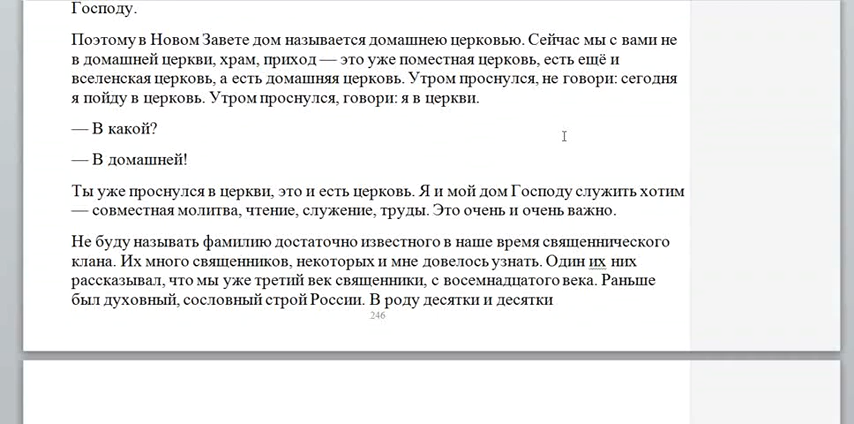 Господу.
Поэтому в Новом Завете дом называется домашнею церковью. Сейчас мы с вами не
в домашней церкви, храм, приход — это уже поместная церковь, есть ещё и
вселенская церковь, а есть домашняя церковь. Утром проснулся, не говори: сегодня
я пойду в церковь. Утром проснулся, говори: я в церкви.
— В какой?
— В домашней!
Ты уже проснулся в церкви, это и есть церковь. Я и мой дом Господу служить хотим
— совместная молитва, чтение, служение, труды. Это очень и очень важно.
Не буду называть фамилию достаточно известного в наше время священнического
клана. Их много священников, некоторых и мне довелось узнать. Один их них
рассказывал, что мы уже третий век священники, с восемнадцатого века. Раньше
был духовный, сословный строй России. В роду десятки и десятки
246